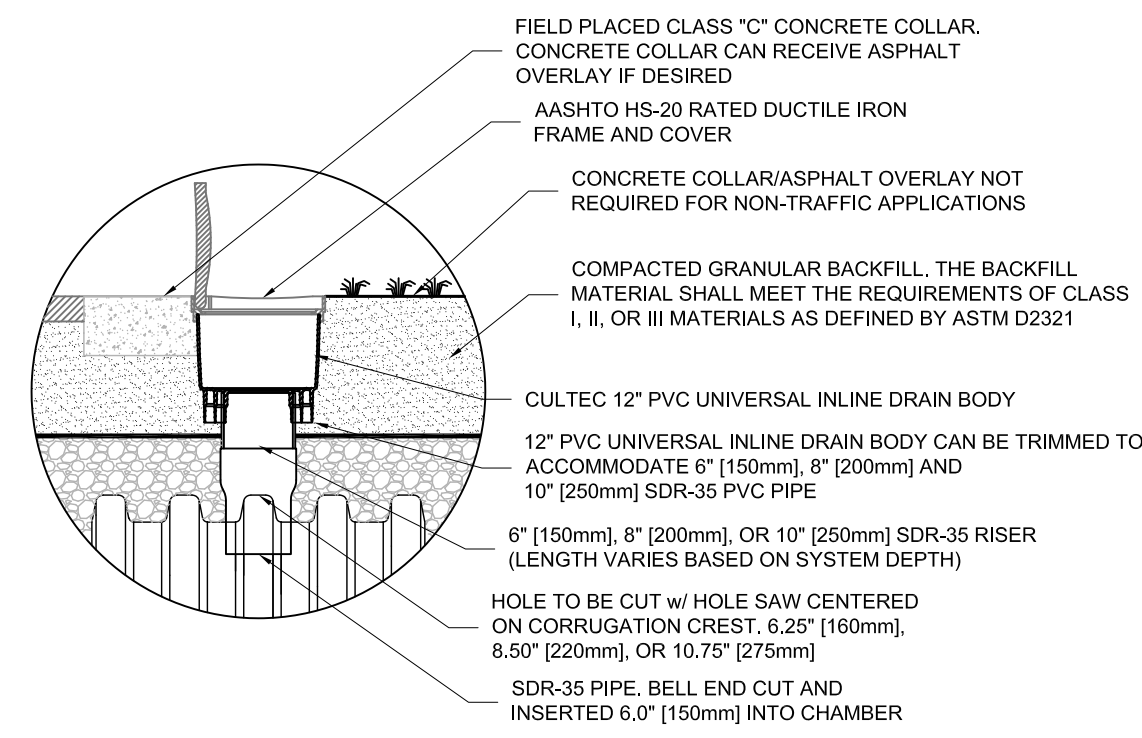 FIELD PLACED CLASS "C" CONCRETE COLLAR.
CONCRETE COLLAR CAN RECEIVE ASPHALT
OVERLAY IF DESIRED
AASHTO HS-20 RATED DUCTILE IRON
FRAME AND COVER
CONCRETE COLLAR/ASPHALT OVERLAY NOT
REQUIRED FOR NON-TRAFFIC APPLICATIONS
COMPACTED GRANULAR BACKFILL. THE BACKFILL
MATERIAL SHALL MEET THE REQUIREMENTS OF CLASS
I, II, OR III MATERIALS AS DEFINED BY ASTM D2321
CULTEC 12" PVC UNIVERSAL INLINE DRAIN BODY
12" PVC UNIVERSAL INLINE DRAIN BODY CAN BE TRIMMED TO
ACCOMMODATE 6" [150mm], 8" [200mm] AND
10" [250mm] SDR-35 PVC PIPE
6" [150mm], 8" [200mm], OR 10" [250mm] SDR-35 RISER
(LENGTH VARIES BASED ON SYSTEM DEPTH)
HOLE TO BE CUT w/ HOLE SAW CENTERED
ON CORRUGATION CREST. 6.25" [160mm],
8.50" [220mm], OR 10.75" [275mm]
SDR-35 PIPE. BELL END CUT AND
INSERTED 6.0" [150mm] INTO CHAMBER